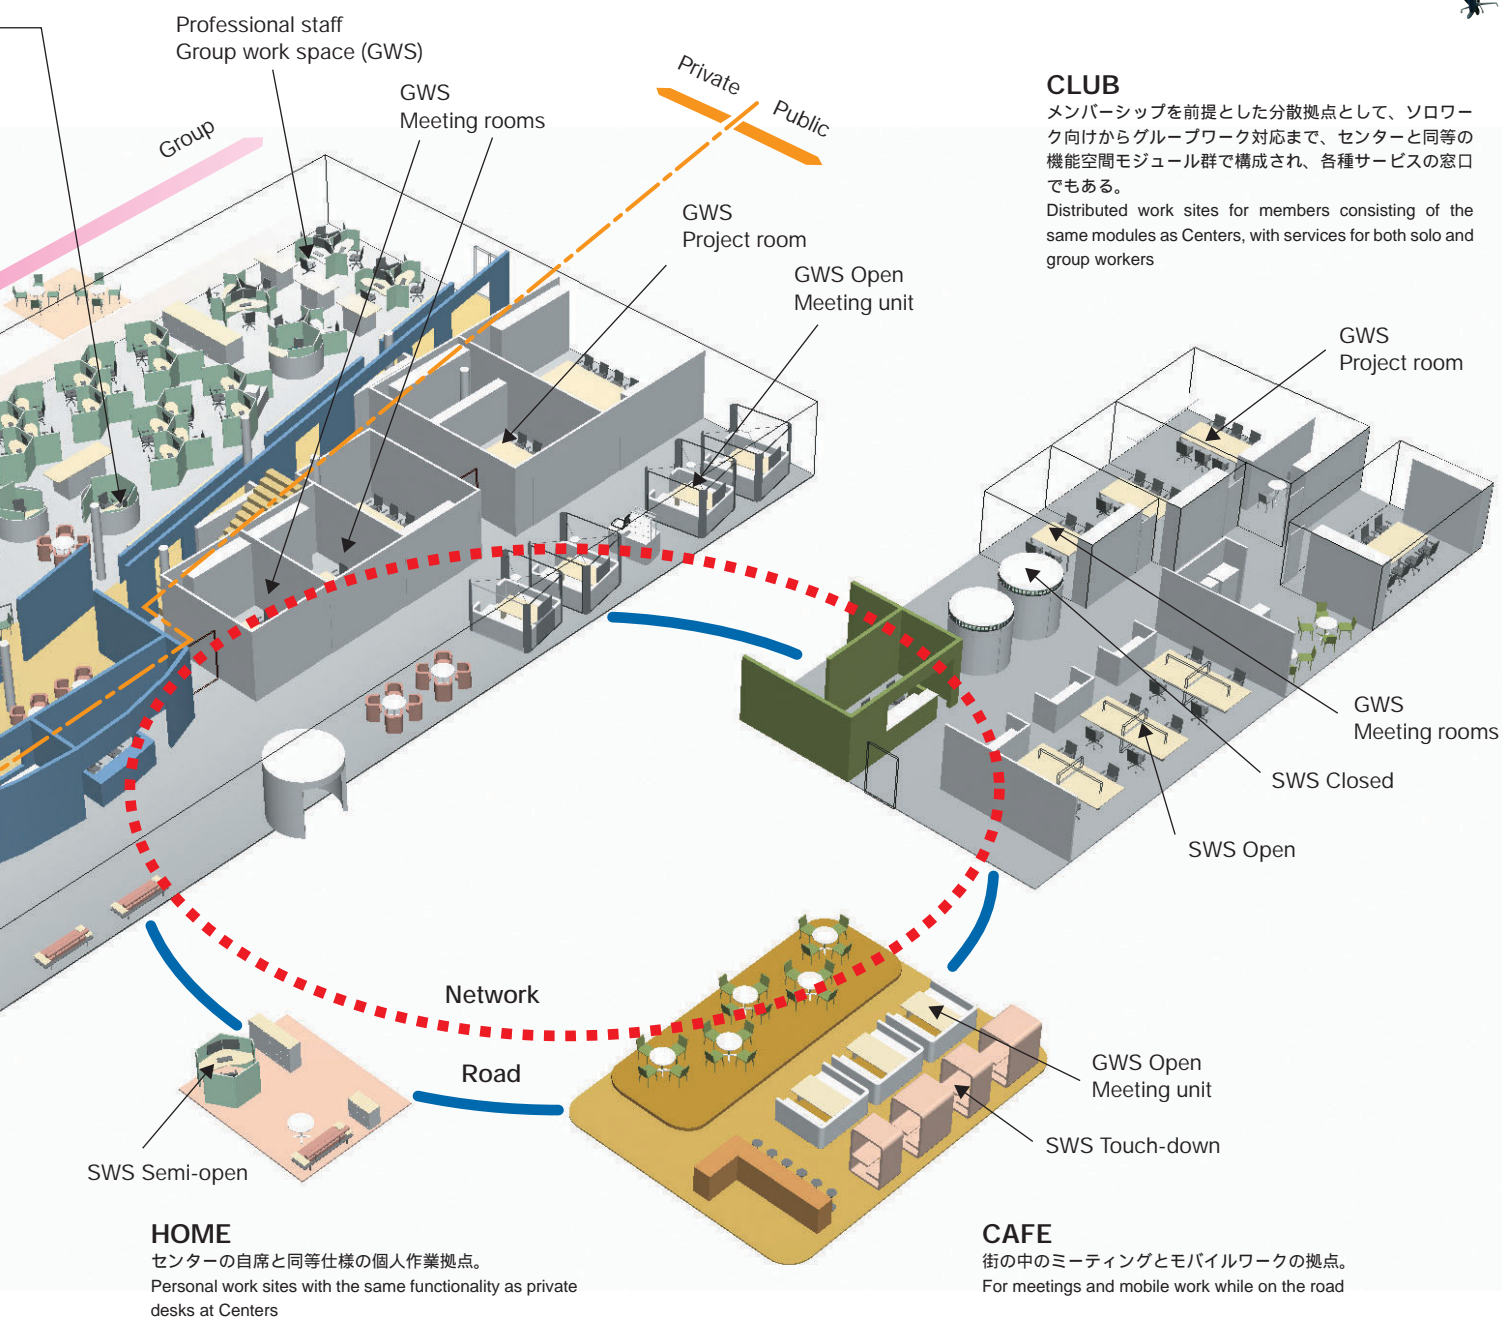 Professional staff
Group work space (GWS)
GWS
Meeting rooms
Group
Private
Public
GWS
Project room
GWS Open
Meeting unit
CLUB
メンバーシップを前提とした分散拠点として、ソロワー
ク向けからグループワーク対応まで、センターと同等の
機能空間モジュール群で構成され、各種サービスの窓口
でもある。
Distributed work sites for members consisting of the
same modules as Centers, with services for both solo and
group workers
GWS
Project room
GWS
Meeting rooms
SWS Closed
SWS Open
Network
Road
GWS Open
Meeting unit
SWS Touch-down
SWS Semi-open
HOME
センターの自席と同等仕様の個人作業拠点。
Personal work sites with the same functionality as private
desks at Centers
CAFE
街の中のミーティングとモバイルワークの拠点。
For meetings and mobile work while on the road